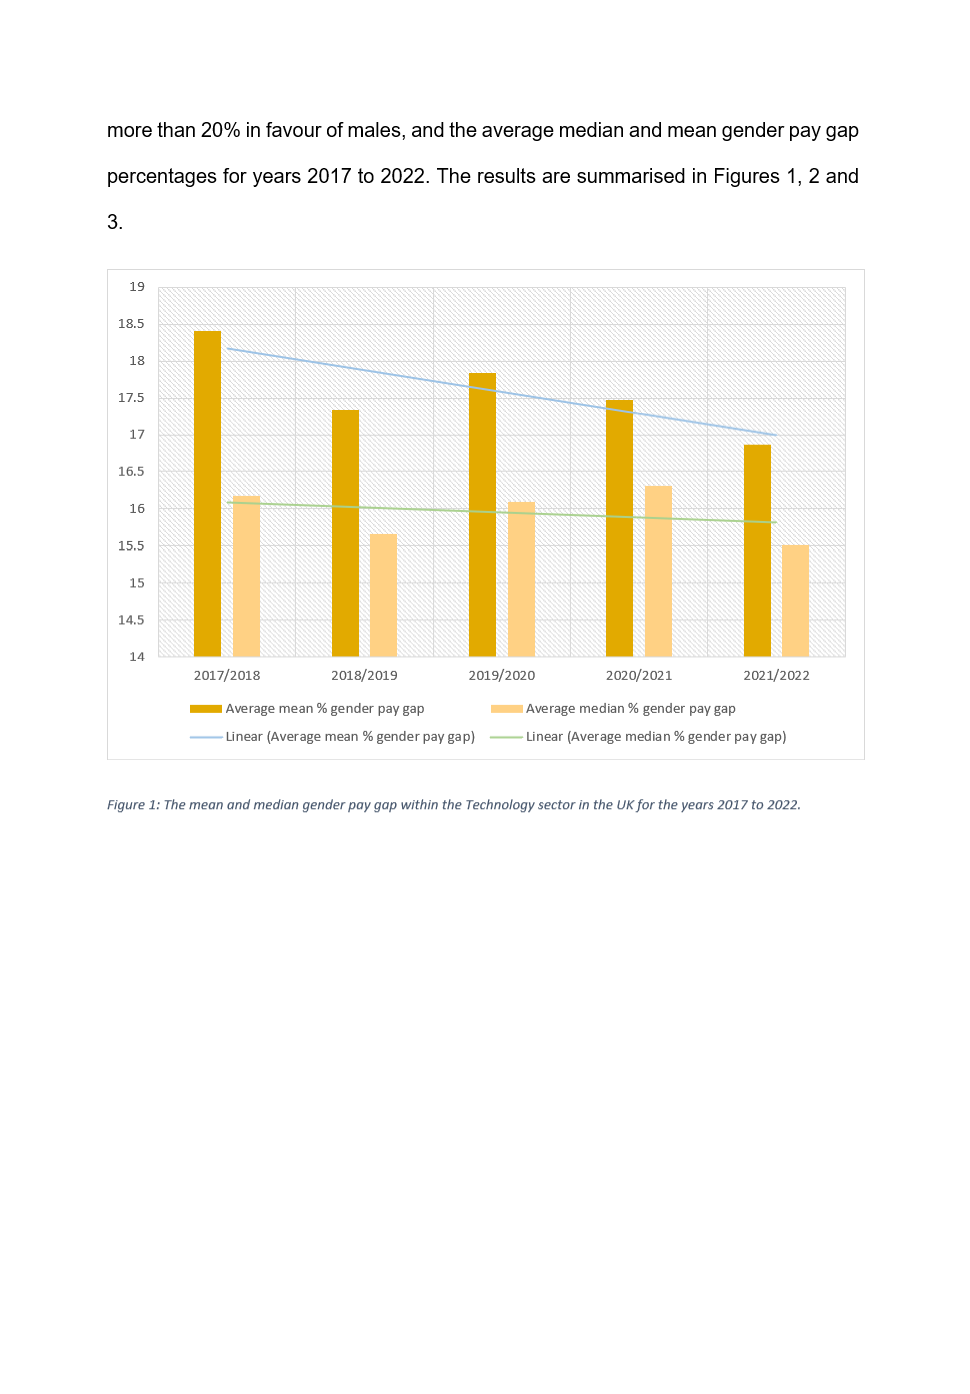 more than 20% in favour of males, and the average median and mean gender pay gap
percentages for years 2017 to 2022. The results are summarised in Figures 1, 2 and
3.
19
18.5
18
17.5
17
16.5
16
15.5
15
14.5
14
2017/2018 2018/2019 2019/2020 2020/2021 2021/2022
Average mean % gender pay gap Average median % gender pay gap
Linear (Average mean % gender pay gap) Linear (Average median % gender pay gap)
Figure 1: The mean and median gender pay gap within the Technology sector in the UK for the years 2017 to 2022.